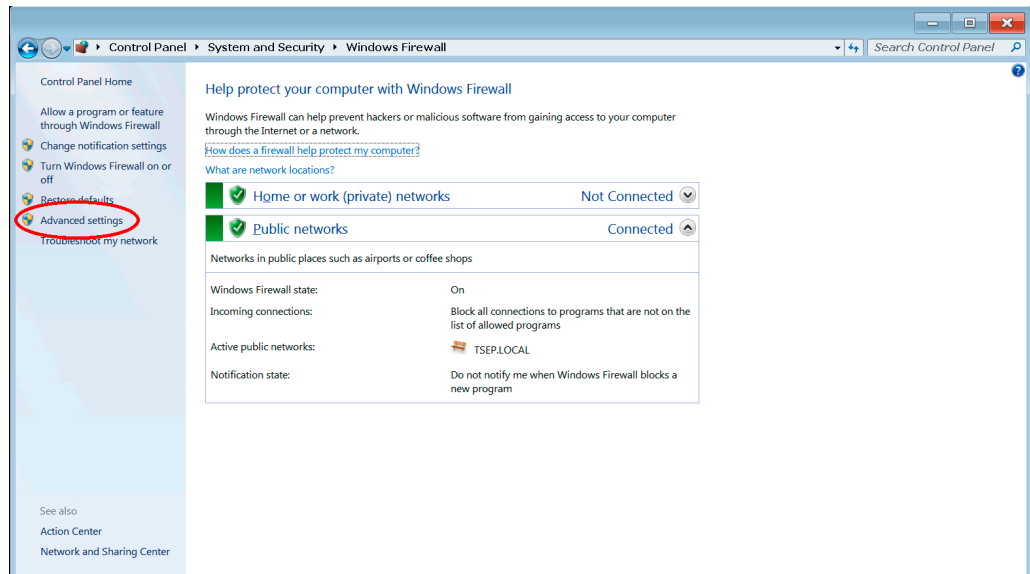 Control Panel
System and Security
Windows Firewall
Search Control Panel
Control Panel Home
Allow a program or feature
through Windows Firewall
Change notification settings
Turn Windows Firewall on or
off
Restore defaults
Advanced settings
Troubleshoot my network
Help protect your computer with Windows Firewall
Windows Firewall can help prevent hackers or malicious software from gaining access to your computer
through the Internet or a network.
How does a firewall help protect my computer?
What are network locations?
Home or work (private) networks Not Connected
Public networks Connected
Networks in public places such as airports or coffee shops
Windows Firewall state: On
Incoming connections: Block all connections to programs that are not on the
list of allowed programs
Active public networks: TSEP.LOCAL
Notification state: Do not notify me when Windows Firewall blocks a
new program
See also
Action Center
Network and Sharing Center